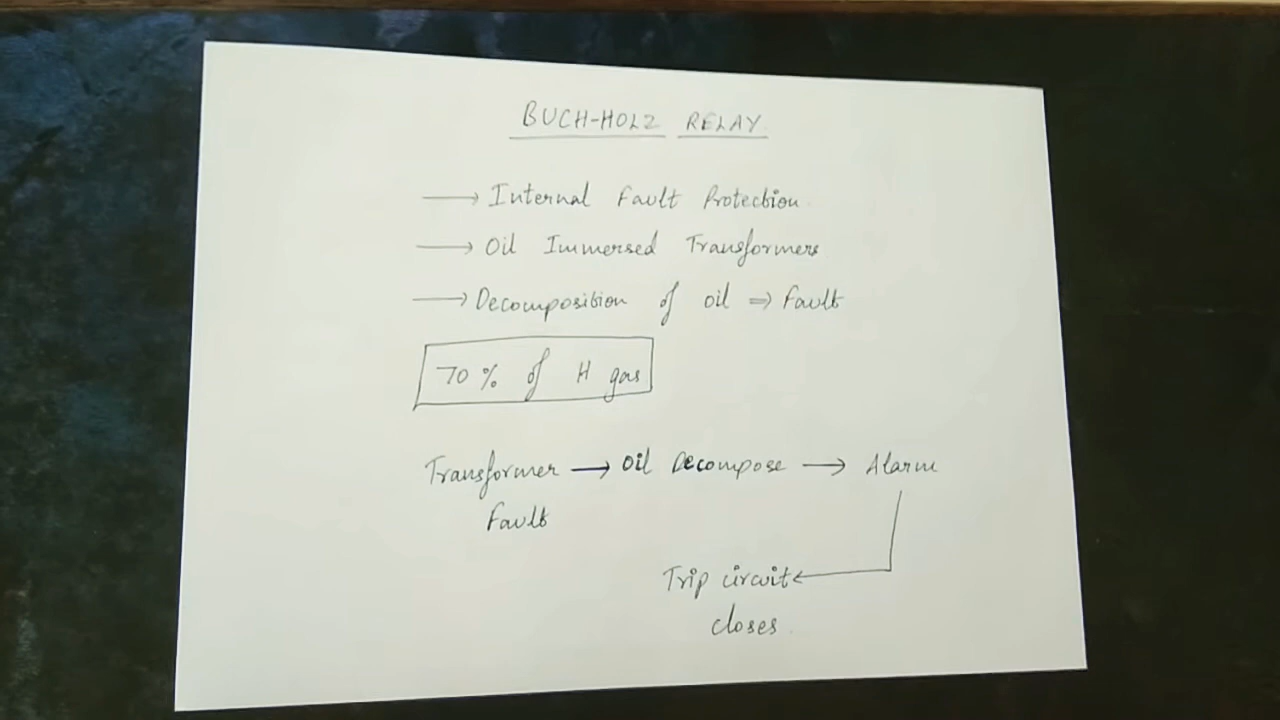 BUCH-HOLZ RELAY
→ Internal Fault Protection
→ Oil Immersed Transformers
→ Decomposition of oil ⇒ Fault
70% of H gas
Transformer → Oil Decompose → Alarm
Fault
Trip circuit ←
closes